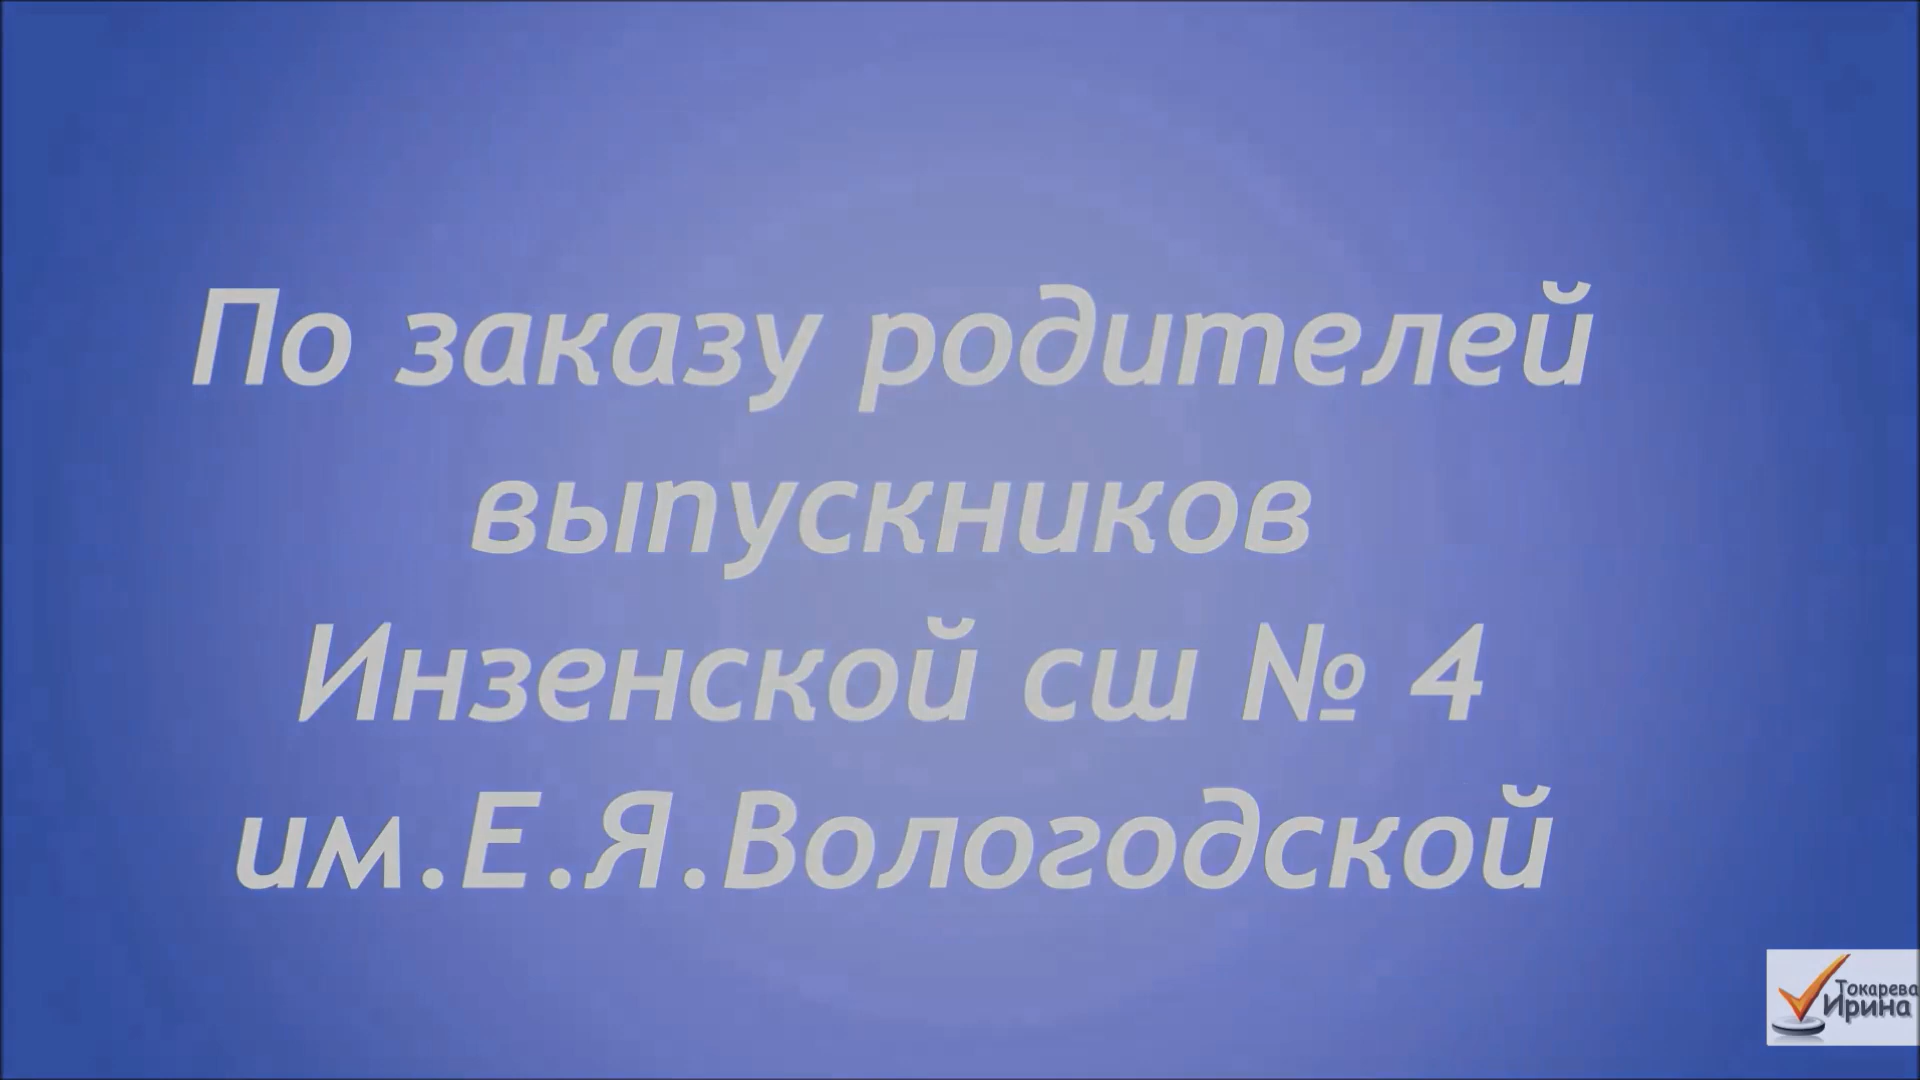 По заказу родителей
выпускников
Инзенской сш № 4
им.Е.Я.Вологодской
Токарева
Ирина